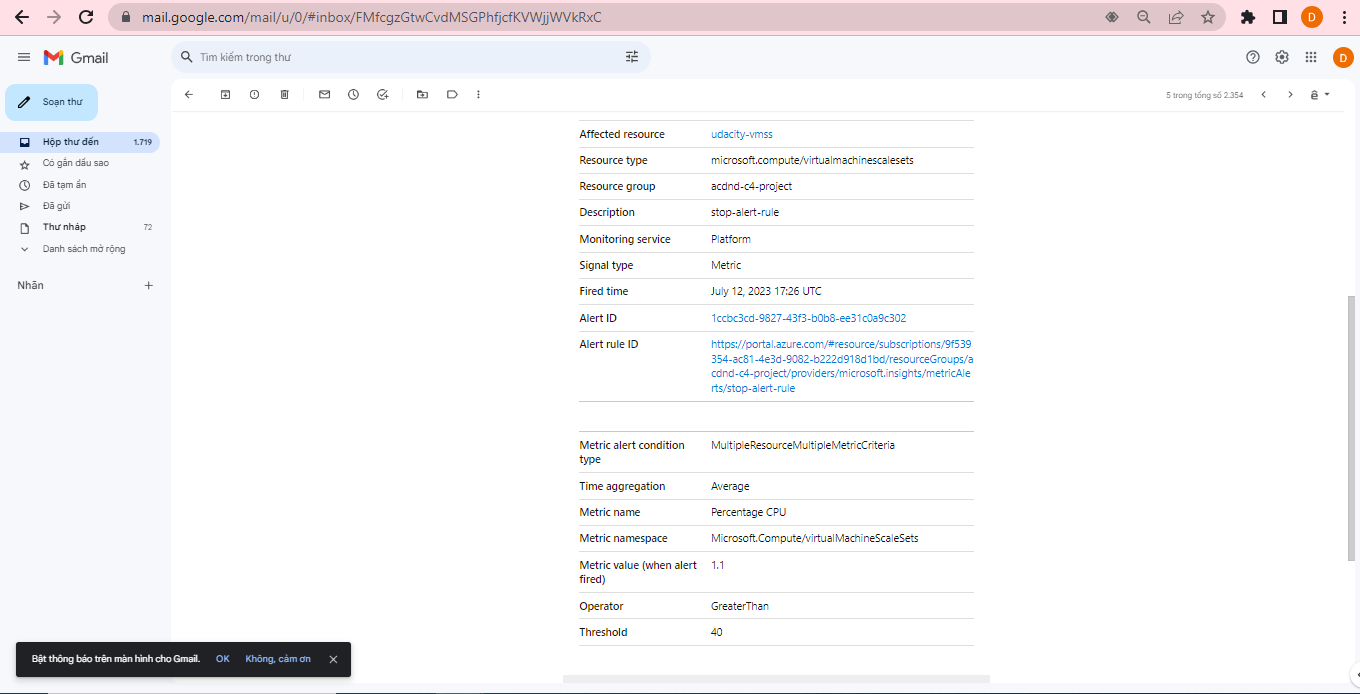 mail.google.com/mail/u/0/#inbox/FMfcgzGtwCvdMSGPhfjcfKVWjjWVkRxC
D
Gmail
Tìm kiếm trong thư
D
Soạn thư
5 trong tổng số 2.354
Hộp thư đến 1.719
Có gắn dấu sao
Đã tạm ẩn
Đã gửi
Thư nháp 72
Danh sách mở rộng
Nhãn
Affected resource udacity-vmss
Resource type microsoft.compute/virtualmachinescalesets
Resource group acdnd-c4-project
Description stop-alert-rule
Monitoring service Platform
Signal type Metric
Fired time July 12, 2023 17:26 UTC
Alert ID 1ccbc3cd-9827-43f3-b0b8-ee31c0a9c302
Alert rule ID https://portal.azure.com/#resource/subscriptions/9f539
354-ac81-4e3d-9082-b222d918d1bd/resourceGroups/a
cdnd-c4-project/providers/microsoft.insights/metricAle
rts/stop-alert-rule
Metric alert condition MultipleResourceMultipleMetricCriteria
type
Time aggregation Average
Metric name Percentage CPU
Metric namespace Microsoft.Compute/virtualMachineScaleSets
Metric value (when alert 1.1
fired)
Operator GreaterThan
Threshold 40
Bật thông báo trên màn hình cho Gmail. OK Không, cảm ơn